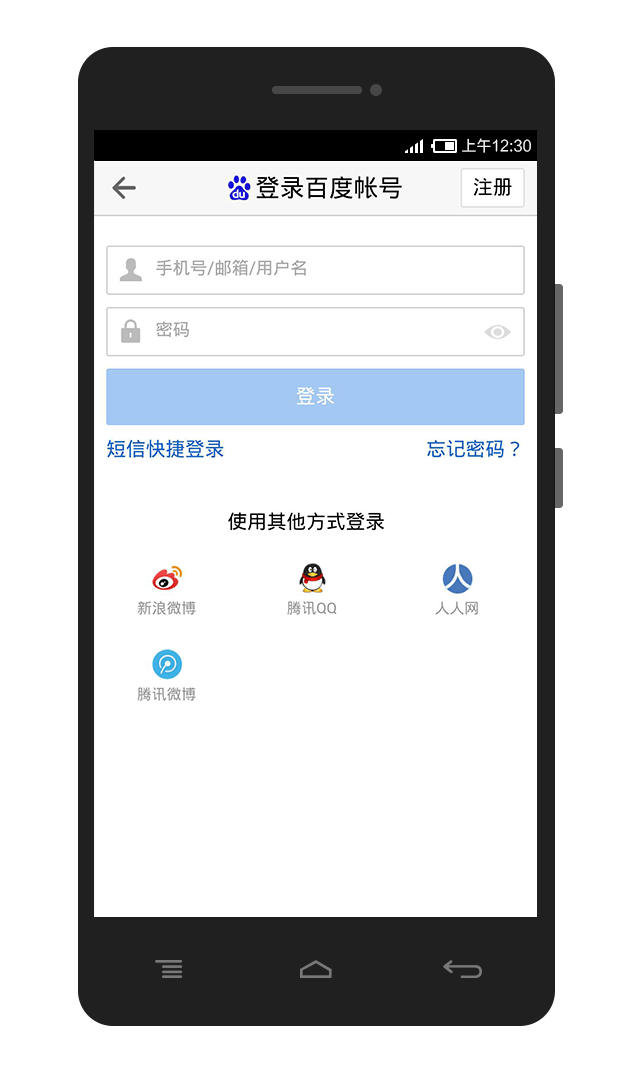 上午12:30
du 登录百度帐号 注册
手机号/邮箱/用户名
密码
登录
短信快捷登录 忘记密码？
使用其他方式登录
新浪微博 腾讯QQ 人人网
腾讯微博